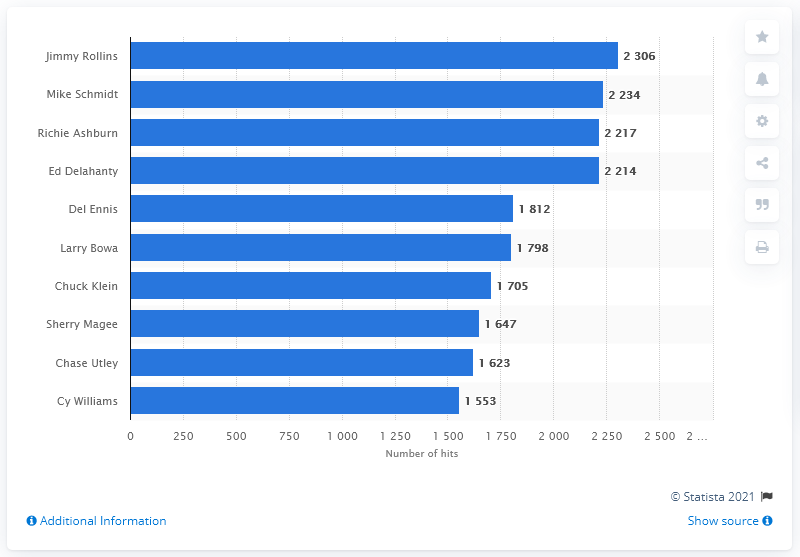 Jimmy Rollins 2 306
Mike Schmidt 2 234
Richie Ashburn 2 217
Ed Delahanty 2 214
Del Ennis 1 812
Larry Bowa 1 798
Chuck Klein 1 705
Sherry Magee 1 647
Chase Utley 1 623
Cy Williams 1 553
0 250 500 750 1 000 1 250 1 500 1 750 2 000 2 250 2 500 2 ...
Number of hits
© Statista 2021
Additional Information Show source